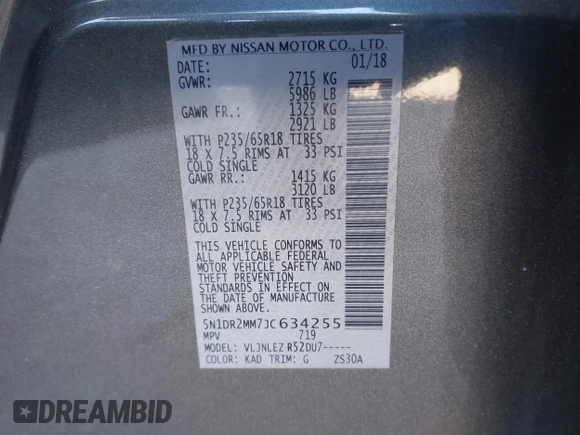 MFD BY NISSAN MOTOR CO., LTD.
DATE: 01/18
GVWR: 2715 KG
5986 LB
GAWR FR.: 1325 KG
2921 LB
WITH P235/65R18 TIRES
18 X 7.5 RIMS AT 33 PSI
COLD SINGLE
GAWR RR.: 1415 KG
3120 LB
WITH P235/65R18 TIRES
18 X 7.5 RIMS AT 33 PSI
COLD SINGLE
THIS VEHICLE CONFORMS TO
ALL APPLICABLE FEDERAL
MOTOR VEHICLE SAFETY AND
THEFT PREVENTION
STANDARDS IN EFFECT ON THE
DATE OF MANUFACTURE
5N1DR2MM7JC634255
MPV 719
MODEL: VLJNLEZ R52DU7-----
COLOR: KAD TRIM: G ZS30A
DREAMBID